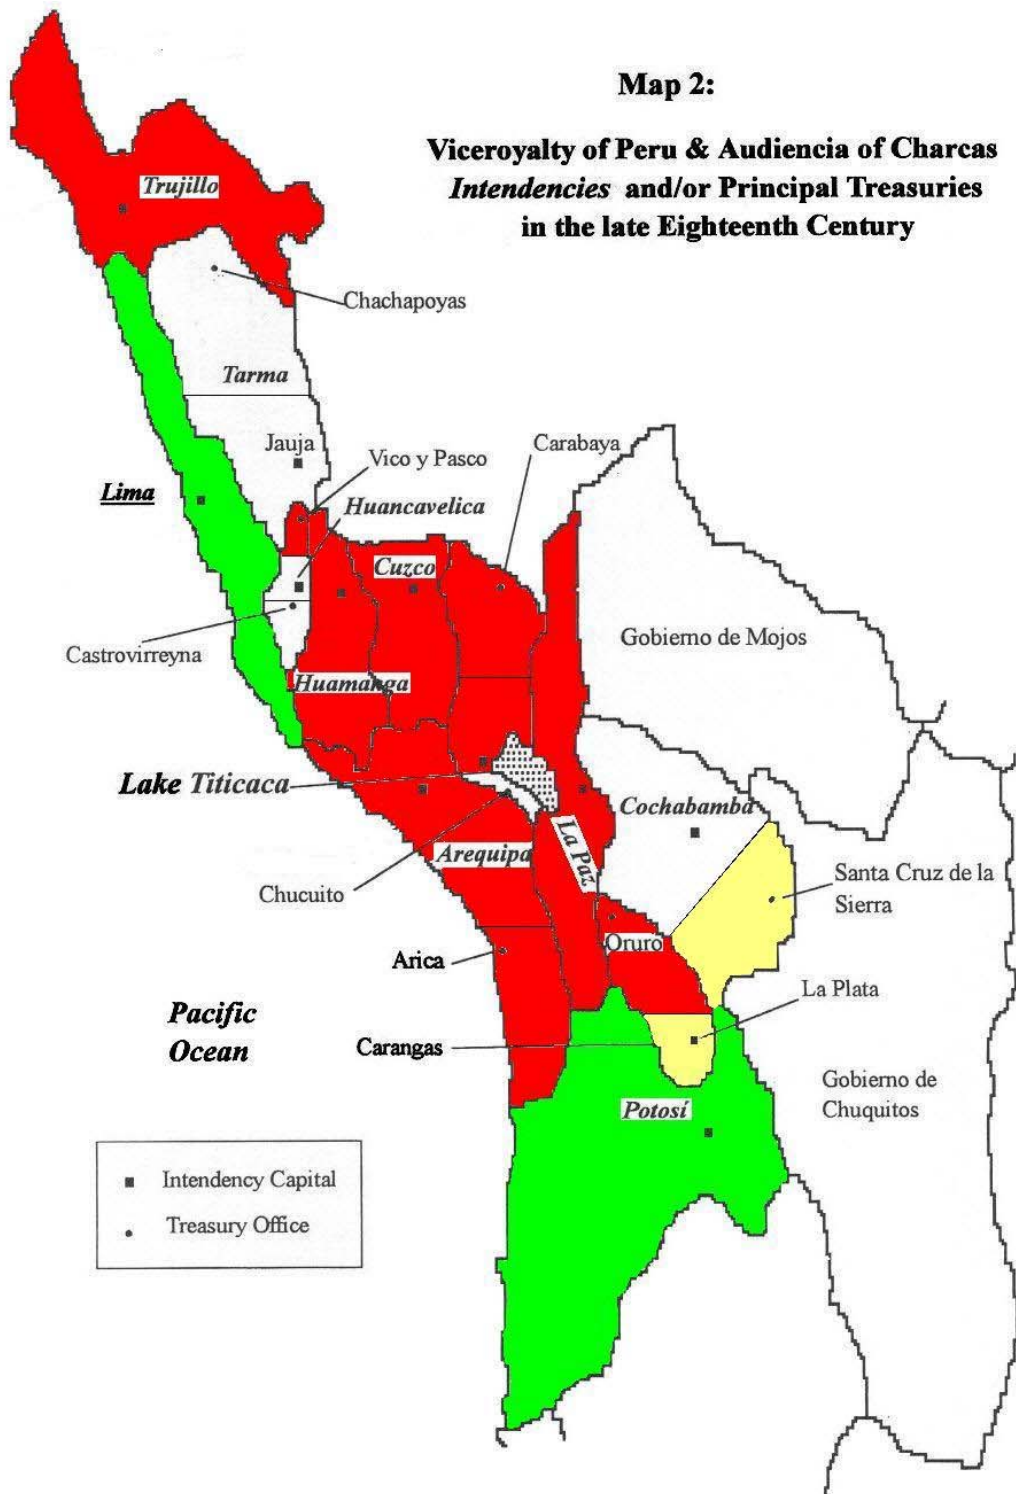 Map 2:
Viceroyalty of Peru & Audiencia of Charcas
Intendencies and/or Principal Treasuries
in the late Eighteenth Century
Trujillo
Chachapoyas
Tarma
Jauja
Vico y Pasco
Carabaya
Lima
Huancavelica
Cuzco
Gobierno de Mojos
Castrovirreyna
Huamanga
Lake Titicaca
Cochabamba
La Paz
Arequipa
Chucuito
Santa Cruz de la
Sierra
Oruro
Arica
La Plata
Pacific
Ocean
Carangas
Gobierno de
Chuquitos
Potosí
Intendency Capital
Treasury Office